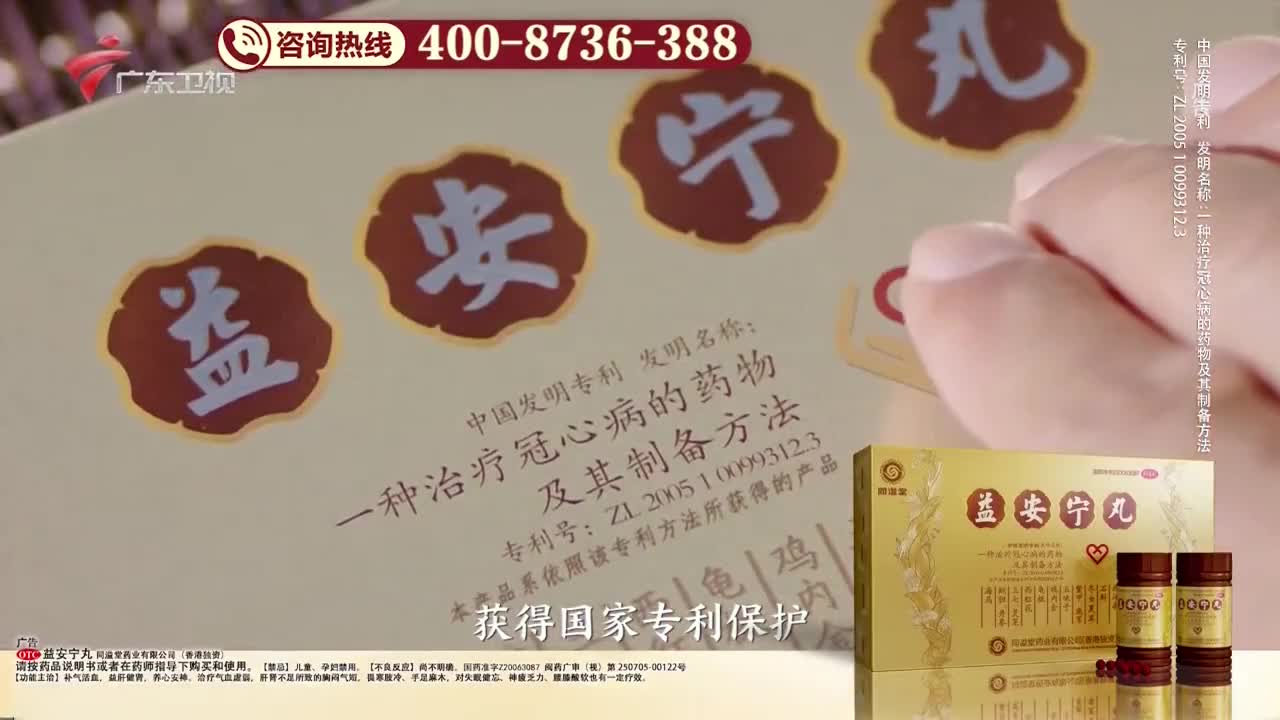 咨询热线 400-8736-388
广东卫视
中国发明专利 发明名称:一种治疗冠心病的药物及其制备方法
专利号:ZL 2005 1 0099312.3
益安宁丸
中国发明专利 发明名称:
一种治疗冠心病的药物
及其制备方法
专利号:ZL 2005 1 0099312.3
本产品系依照该专利方法所获得的产品
龟
鸡内金
获得国家专利保护
同溢堂
益安宁丸
一种治疗冠心病的药物
及其制备方法
同溢堂药业有限公司(香港独资)
广告
OTC 益安宁丸 同溢堂药业有限公司(香港独资)
请按药品说明书或者在药师指导下购买和使用。【禁忌】儿童、孕妇禁用。【不良反应】尚不明确。国药准字Z20063087 闽药广审(视)第250705-00122号
【功能主治】补气活血,益肝健肾,养心安神。治疗气血虚弱,肝肾不足所致的胸闷气短,畏寒肢冷、手足麻木,对失眠健忘、神疲乏力、腰膝酸软也有一定疗效。